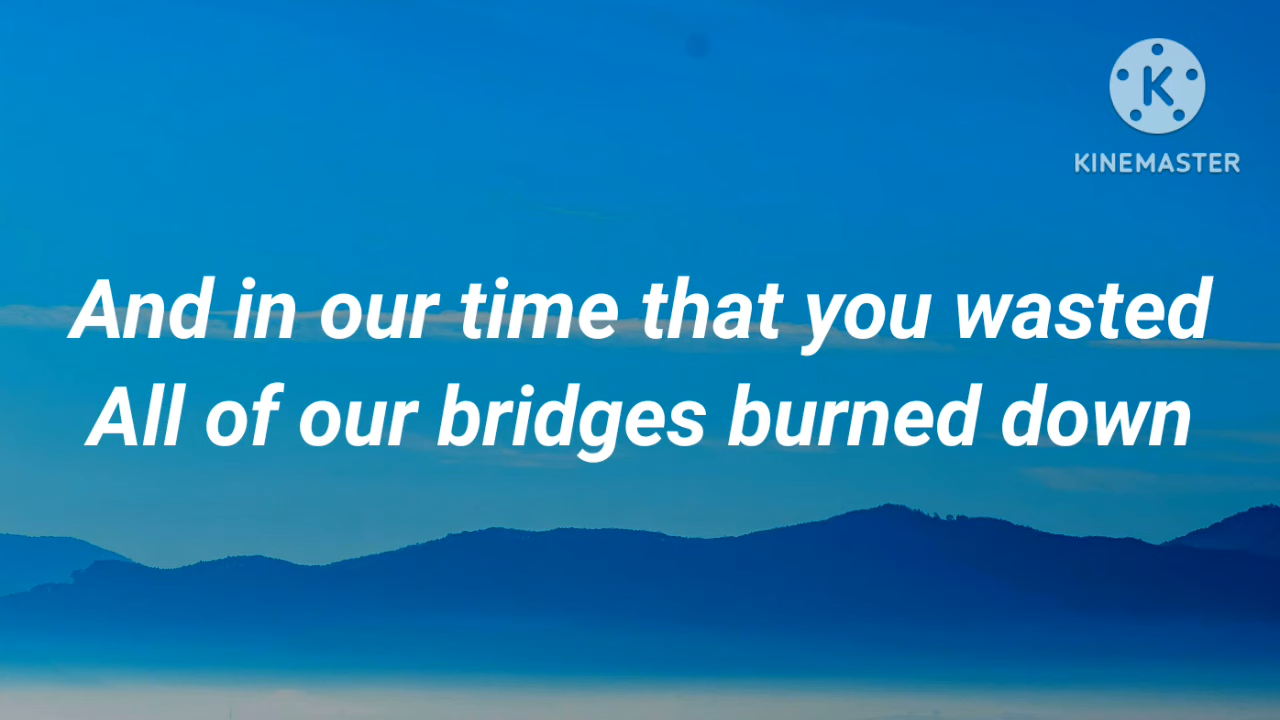 K
KINEMASTER
And in our time that you wasted
All of our bridges burned down